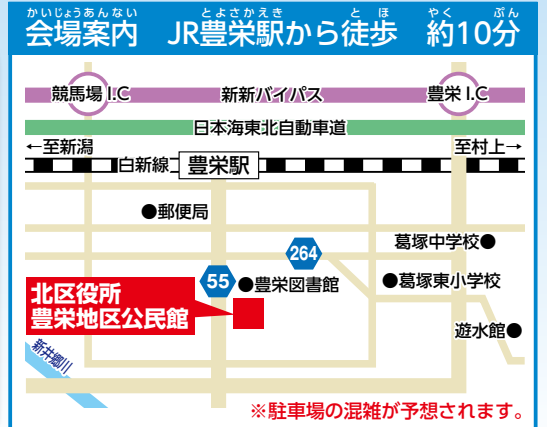 かいじょうあんない とよさかえき とほ やく ぷん
会場案内 JR豊栄駅から徒歩 約10分
競馬場 I.C 新新バイパス 豊栄 I.C
日本海東北自動車道
←至新潟 至村上→
白新線 豊栄駅
●郵便局
264 葛塚中学校●
55 ●豊栄図書館 ●葛塚東小学校
北区役所
豊栄地区公民館
遊水館●
新井郷川
※駐車場の混雑が予想されます。